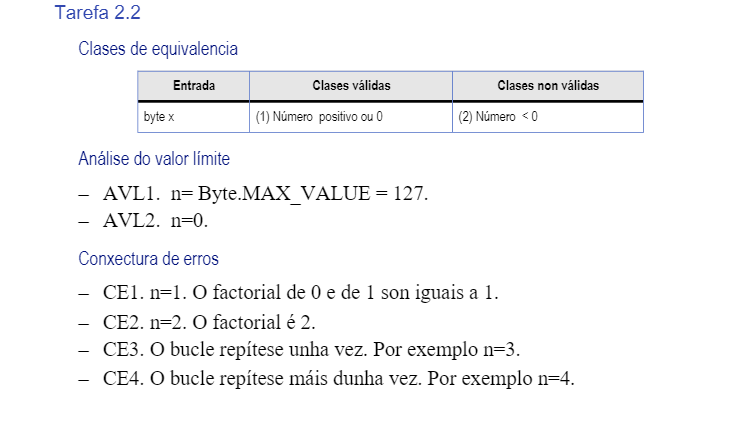 Tarefa 2.2
Clases de equivalencia
Entrada Clases válidas Clases non válidas
byte x (1) Número positivo ou 0 (2) Número < 0
Análise do valor límite
– AVL1. n= Byte.MAX_VALUE = 127.
– AVL2. n=0.
Conxectura de erros
– CE1. n=1. O factorial de 0 e de 1 son iguais a 1.
– CE2. n=2. O factorial é 2.
– CE3. O bucle repítese unha vez. Por exemplo n=3.
– CE4. O bucle repítese máis dunha vez. Por exemplo n=4.